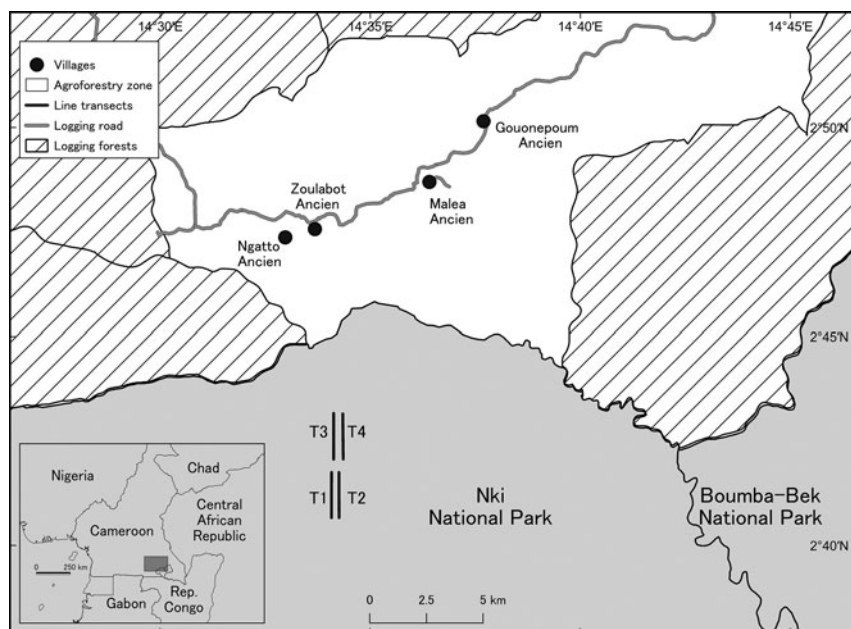 14°30'E
14°35'E
14°40'E
14°45'E
Villages
Agroforestry zone
Line transects
Logging road
Logging forests
2°50'N
Gouonepoum
Ancien
Zoulabot
Ancien
Malea
Ancien
Ngatto
Ancien
2°45'N
T3
T4
T1
T2
Nki
National Park
Boumba-Bek
National Park
2°40'N
Nigeria
Chad
Central
African
Republic
Cameroon
0
250 km
Gabon
Rep.
Congo
0
2.5
5 km